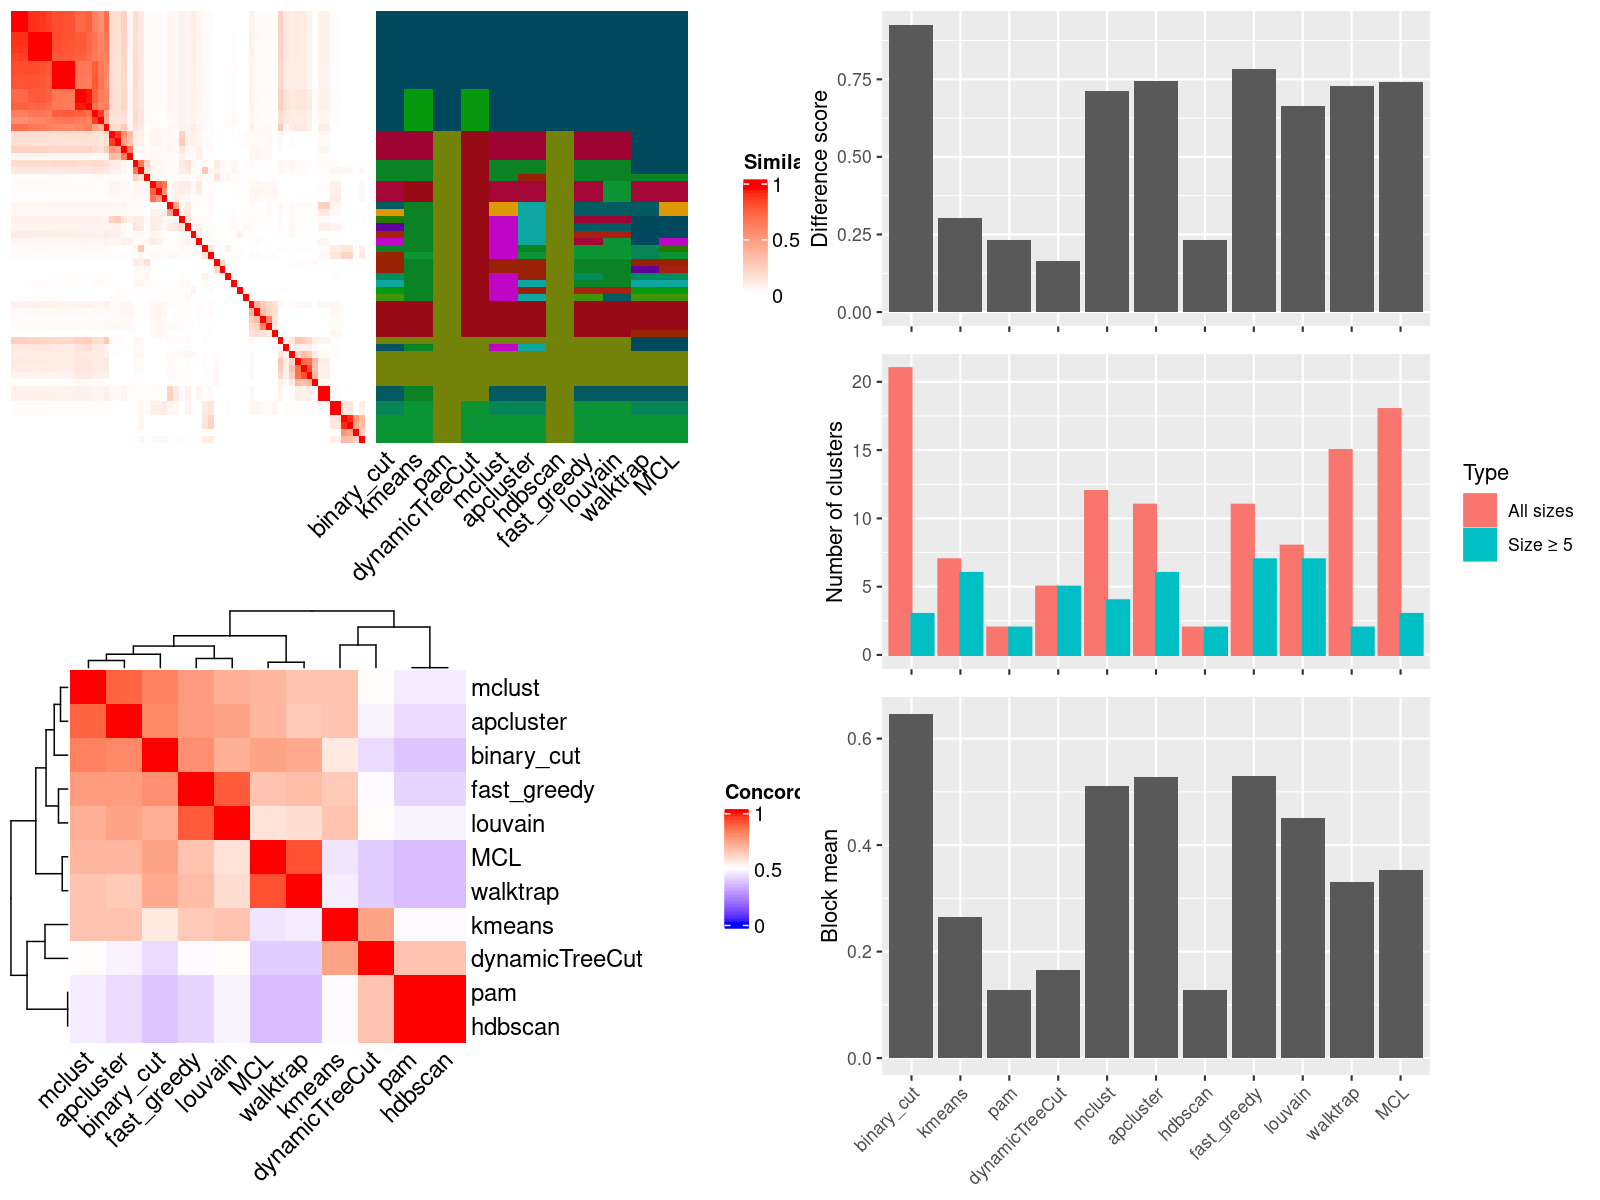 Simila
1
0.5
0
binary_cut
kmeans
pam
dynamicTreeCut
mclust
apcluster
hdbscan
fast_greedy
louvain
walktrap
MCL
mclust
apcluster
binary_cut
fast_greedy
louvain
MCL
walktrap
kmeans
dynamicTreeCut
pam
hdbscan
mclust
apcluster
binary_cut
fast_greedy
louvain
MCL
walktrap
kmeans
dynamicTreeCut
pam
hdbscan
Concorc
1
0.5
0
Difference score
0.75
0.50
0.25
0.00
Number of clusters
20
15
10
5
0
Type
All sizes
Size ≥ 5
Block mean
0.6
0.4
0.2
0.0
binary_cut
kmeans
pam
dynamicTreeCut
mclust
apcluster
hdbscan
fast_greedy
louvain
walktrap
MCL